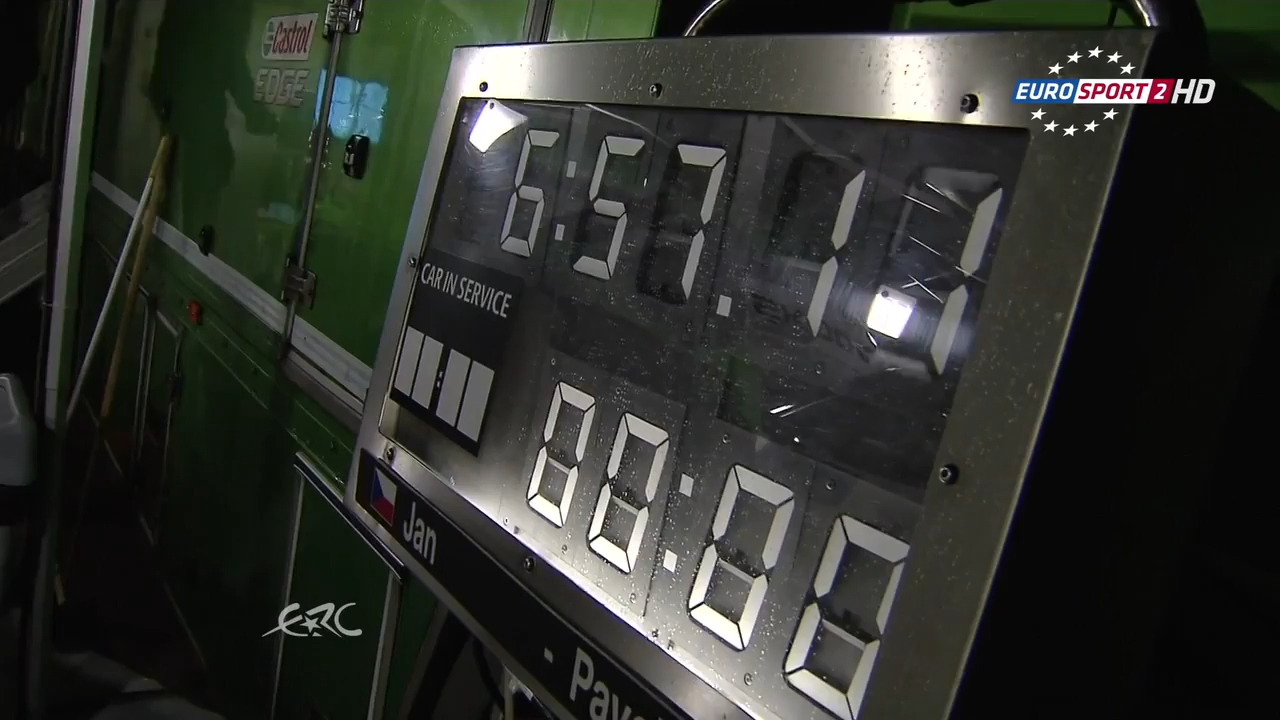 Castrol
EDGE
EUROSPORT 2 HD
6:57.11
CAR IN SERVICE
00:00
Jan
- Pave
ERC